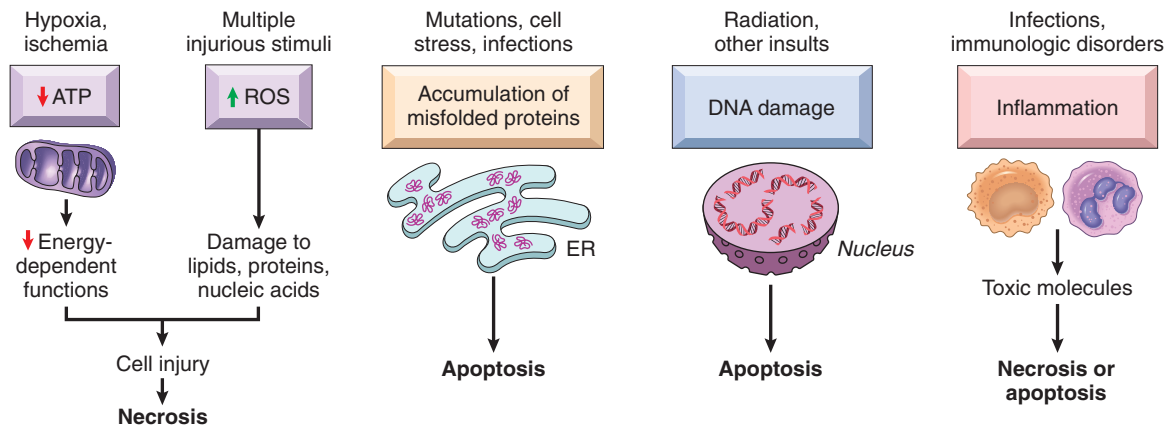 Hypoxia,
ischemia
↓ ATP
↓ Energy-
dependent
functions
Multiple
injurious stimuli
↑ ROS
Damage to
lipids, proteins,
nucleic acids
Cell injury
Necrosis
Mutations, cell
stress, infections
Accumulation of
misfolded proteins
ER
Apoptosis
Radiation,
other insults
DNA damage
Nucleus
Apoptosis
Infections,
immunologic disorders
Inflammation
Toxic molecules
Necrosis or
apoptosis